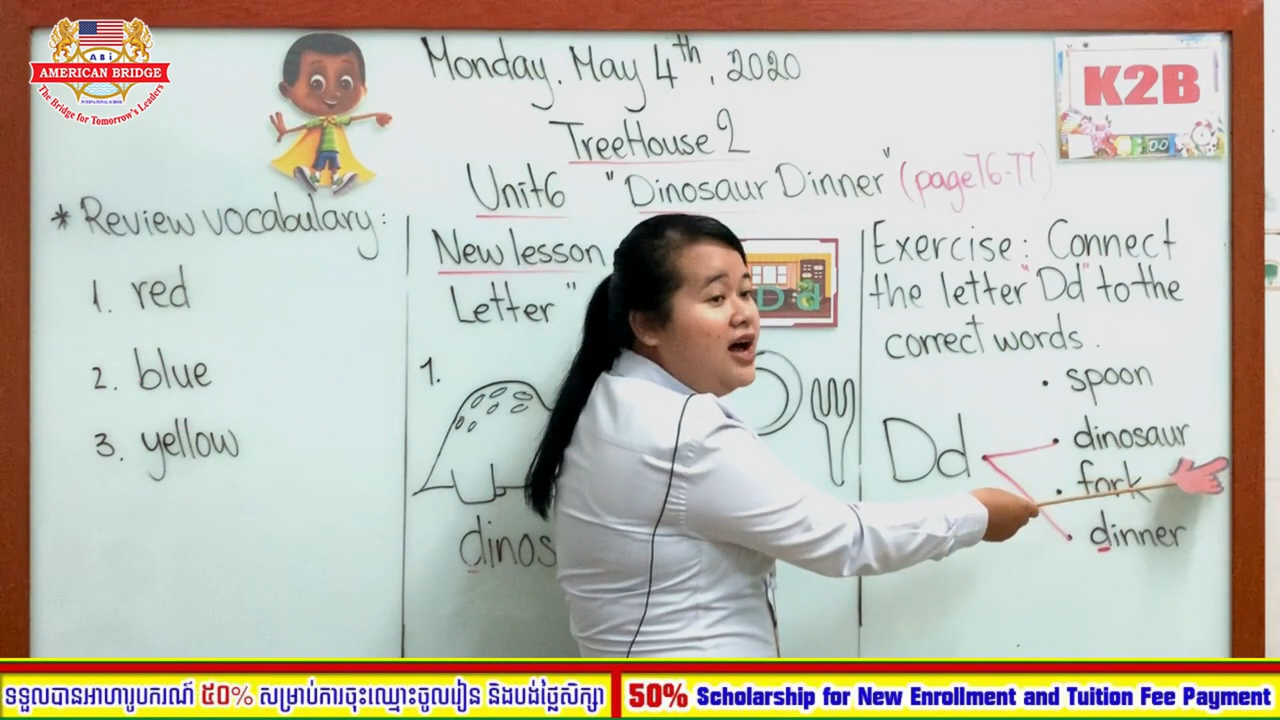 ABi
AMERICAN BRIDGE
INTERNATIONAL SCHOOL
The Bridge for Tomorrow's Leaders
Monday, May 4th, 2020
TreeHouse 2
Unit6 "Dinosaur Dinner" (page 76-77)
K2B
* Review vocabulary:
1. red
2. blue
3. yellow
New lesson
Letter "
D d
1.
dinos
Exercise: Connect
the letter "Dd" to the
correct words.
Dd
• spoon
• dinosaur
• fork
• dinner
ទទួលបានអាហារូបករណ៍ ៥០% សម្រាប់ការចុះឈ្មោះចូលរៀន និងបង់ថ្លៃសិក្សា
50% Scholarship for New Enrollment and Tuition Fee Payment